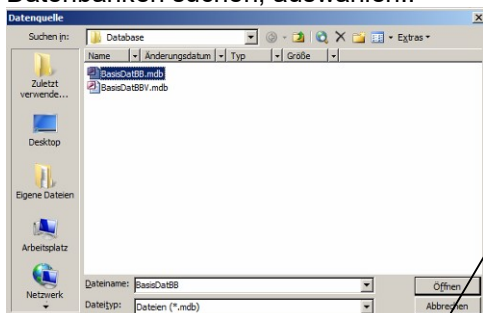 Datenbanken suchen, auswählen..
Datenquelle
Suchen in: Database Extras
Name Änderungsdatum Typ Größe
Zuletzt verwende...
BasisDatBB.mdb
BasisDatBBV.mdb
Desktop
Eigene Dateien
Arbeitsplatz
Netzwerk
Dateiname: BasisDatBB Öffnen
Dateityp: Dateien (*.mdb) Abbrechen